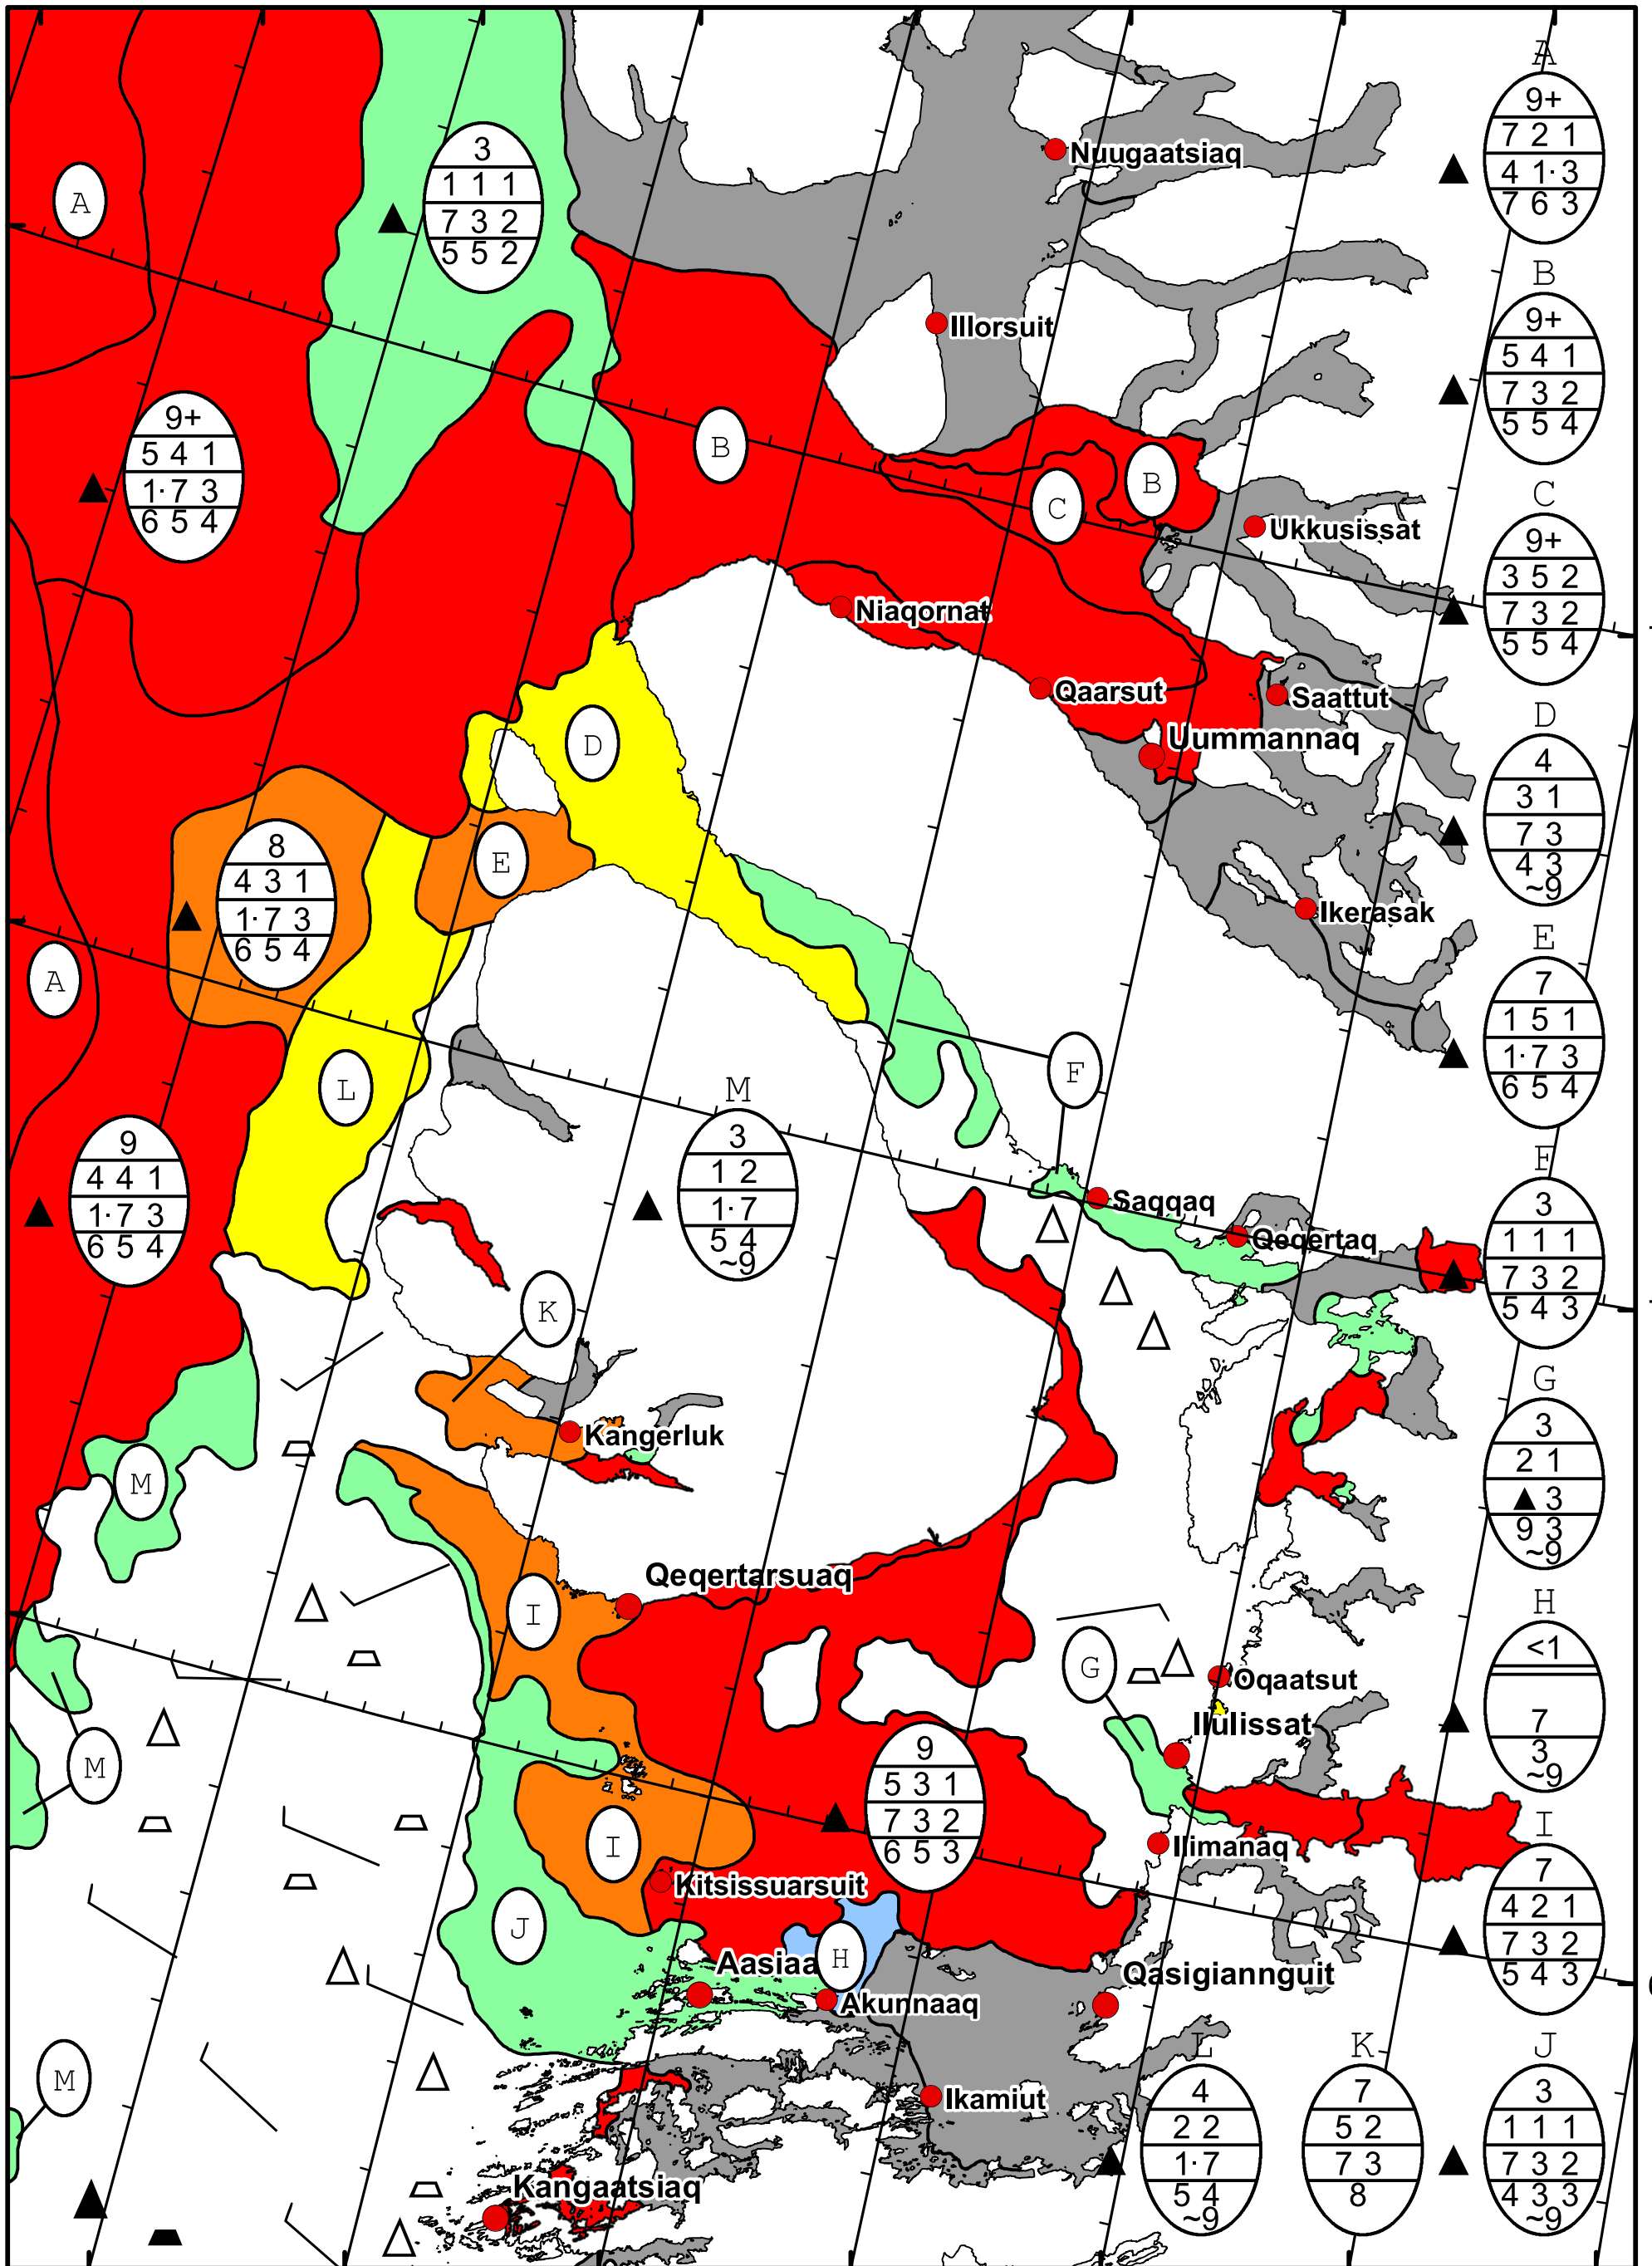 A
9+
7 2 1
4 1· 3
7 6 3
B
9+
5 4 1
7 3 2
5 5 4
C
9+
3 5 2
7 3 2
5 5 4
D
4
3 1
7 3
4 3
~9
E
7
1 5 1
1· 7 3
6 5 4
F
3
1 1 1
7 3 2
5 4 3
G
3
2 1
▲ 3
9 3
~9
H
<1
7
3
~9
I
7
4 2 1
7 3 2
5 4 3
J
3
1 1 1
7 3 2
4 3 3
~9
K
7
5 2
7 3
8
L
4
2 2
1· 7
5 4
~9
M
3
1 2
1· 7
5 4
~9
3
1 1 1
7 3 2
5 5 2
9+
5 4 1
1· 7 3
6 5 4
8
4 3 1
1· 7 3
6 5 4
9
4 4 1
1· 7 3
6 5 4
9
5 3 1
7 3 2
6 5 3
A
B
C
B
D
E
A
L
F
K
M
I
G
M
I
J
H
M
Nuugaatsiaq
Illorsuit
Ukkusissat
Niaqornat
Qaarsut
Saattut
Uummannaq
Ikerasak
Saqqaq
Qeqertaq
Kangerluk
Qeqertarsuaq
Oqaatsut
Ilulissat
Ilimanaq
Kitsissuarsuit
Aasiaa
Akunnaaq
Qasigiannguit
Ikamiut
Kangaatsiaq